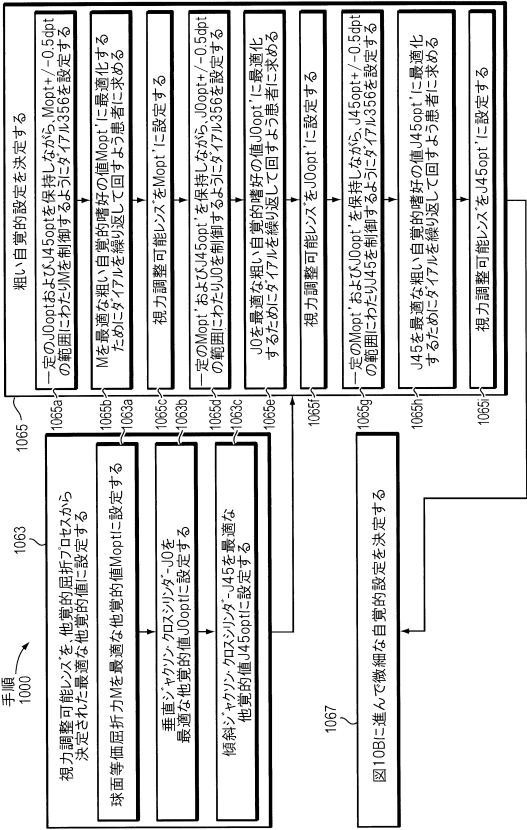 手順
1000
1063
視力調整可能レンズを、他覚的屈折プロセスから
決定された最適な他覚的値に設定する
1063a
球面等価屈折力Mを最適な他覚的値Moptに設定する
1063b
垂直ジャクソン・クロスシリンダ-J0を
最適な他覚的値J0optに設定する
1063c
傾斜ジャクソン・クロスシリンダ-J45を最適な
他覚的値J45optに設定する
1065
粗い自覚的設定を決定する
1065a
一定のJ0optおよびJ45optを保持しながら、Mopt+/-0.5dpt
の範囲にわたりMを制御するようにダイアル356を設定する
1065b
Mを最適な粗い自覚的嗜好の値Mopt'に最適化する
ためにダイアルを繰り返して回すよう患者に求める
1065c
視力調整可能レンズをMopt'に設定する
1065d
一定のMopt'およびJ45opt'を保持しながら、J0opt+/-0.5dpt
の範囲にわたりJ0を制御するようにダイアル356を設定する
1065e
J0を最適な粗い自覚的嗜好の値J0opt'に最適化
するためにダイアルを繰り返して回すよう患者に求める
1065f
視力調整可能レンズをJ0opt'に設定する
1065g
一定のMopt'およびJ0opt'を保持しながら、J45opt'+/-0.5dpt
の範囲にわたりJ45を制御するようにダイアル356を設定する
1065h
J45を最適な粗い自覚的嗜好の値J45opt'に最適化
するためにダイアルを繰り返して回すよう患者に求める
1065i
視力調整可能レンズをJ45opt'に設定する
1067
図10Bに進んで微細な自覚的設定を決定する